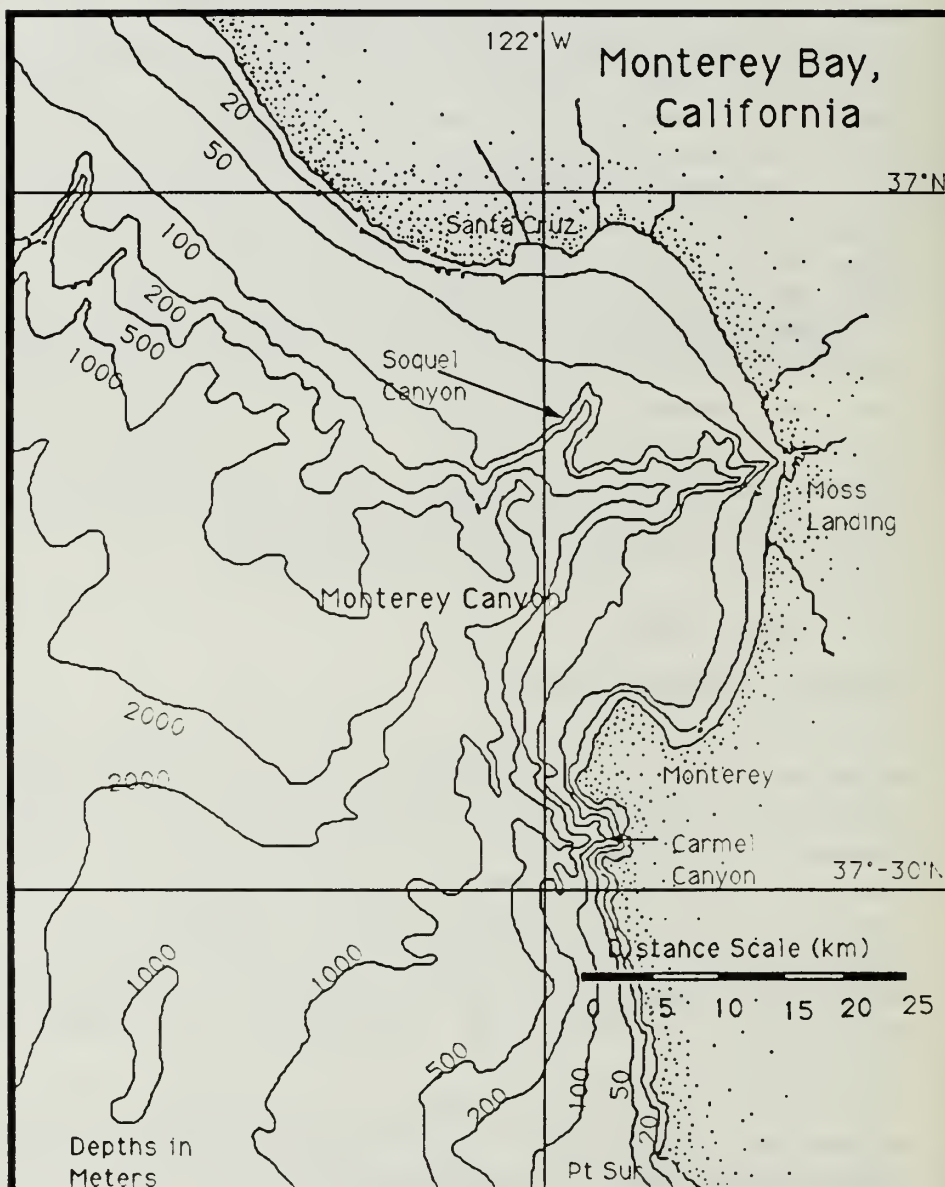 122° W
Monterey Bay,
California
20
50
37°N
Santa Cruz
100
200
500
1000
Soquel
Canyon
Moss
Landing
Monterey Canyon
2000
2000
Monterey
Carmel
Canyon
37°-30'N
Distance Scale (km)
0 5 10 15 20 25
1000
1000
500
200
100
50
20
Depths in
Meters
Pt Sur